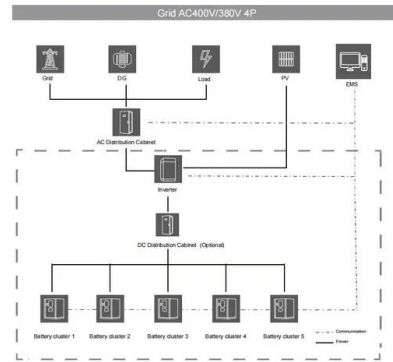 Grid AC400V/380V 4P
Grid
DG
Load
PV
EMS
AC Distribution Cabinet
Inverter
DC Distribution Cabinet (Optional)
Battery cluster 1
Battery cluster 2
Battery cluster 3
Battery cluster 4
Battery cluster 5
Communication
Power